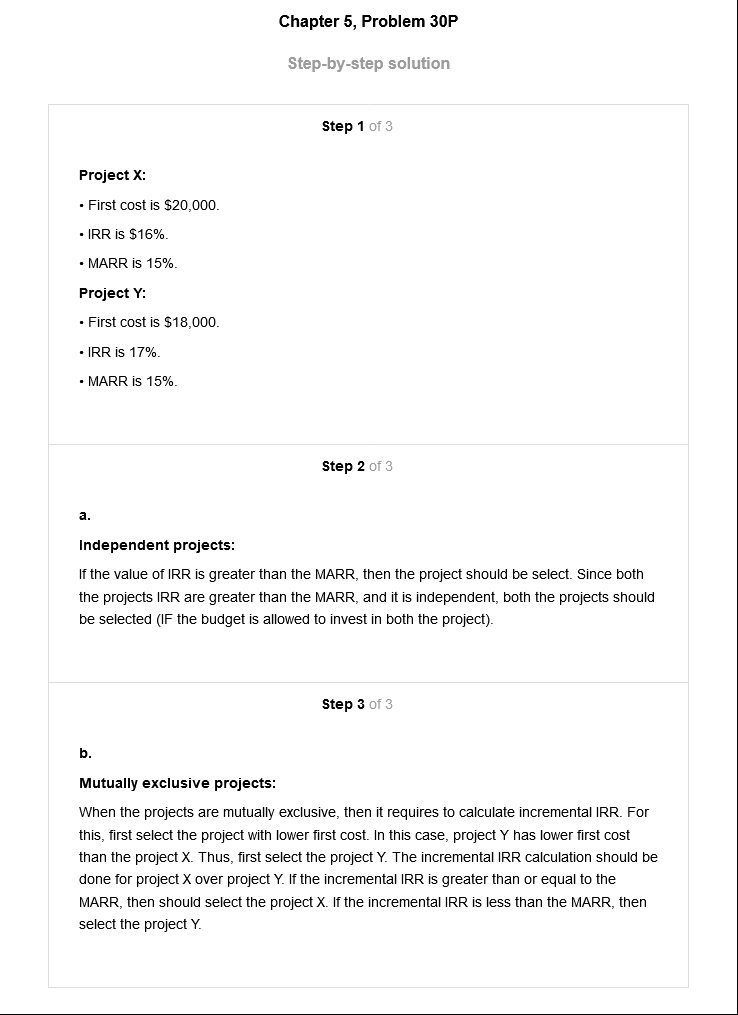 Chapter 5, Problem 30P
Step-by-step solution
Step 1 of 3
Project X:
• First cost is $20,000.
• IRR is $16%.
• MARR is 15%.
Project Y:
• First cost is $18,000.
• IRR is 17%.
• MARR is 15%.
Step 2 of 3
a.
Independent projects:
If the value of IRR is greater than the MARR, then the project should be select. Since both
the projects IRR are greater than the MARR, and it is independent, both the projects should
be selected (IF the budget is allowed to invest in both the project).
Step 3 of 3
b.
Mutually exclusive projects:
When the projects are mutually exclusive, then it requires to calculate incremental IRR. For
this, first select the project with lower first cost. In this case, project Y has lower first cost
than the project X. Thus, first select the project Y. The incremental IRR calculation should be
done for project X over project Y. If the incremental IRR is greater than or equal to the
MARR, then should select the project X. If the incremental IRR is less than the MARR, then
select the project Y.